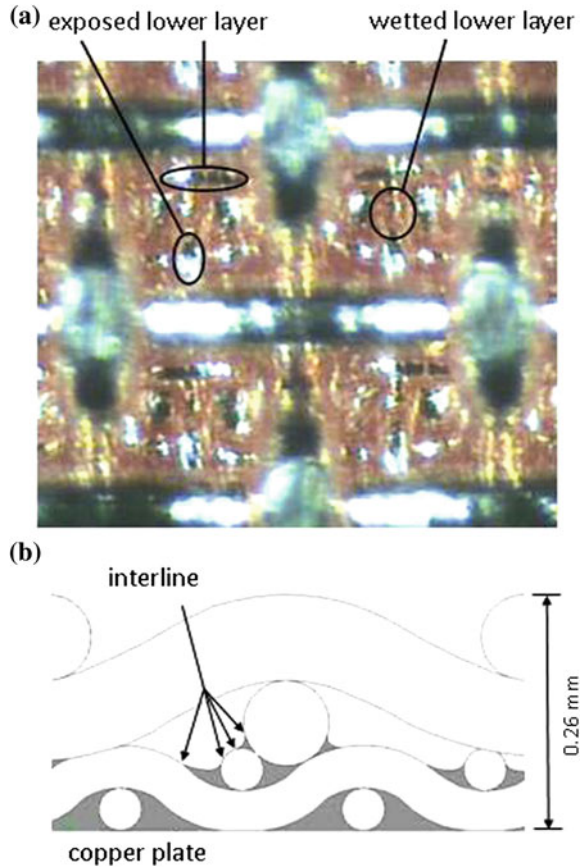 (a)
exposed lower layer
wetted lower layer
(b)
interline
0.26 mm
copper plate